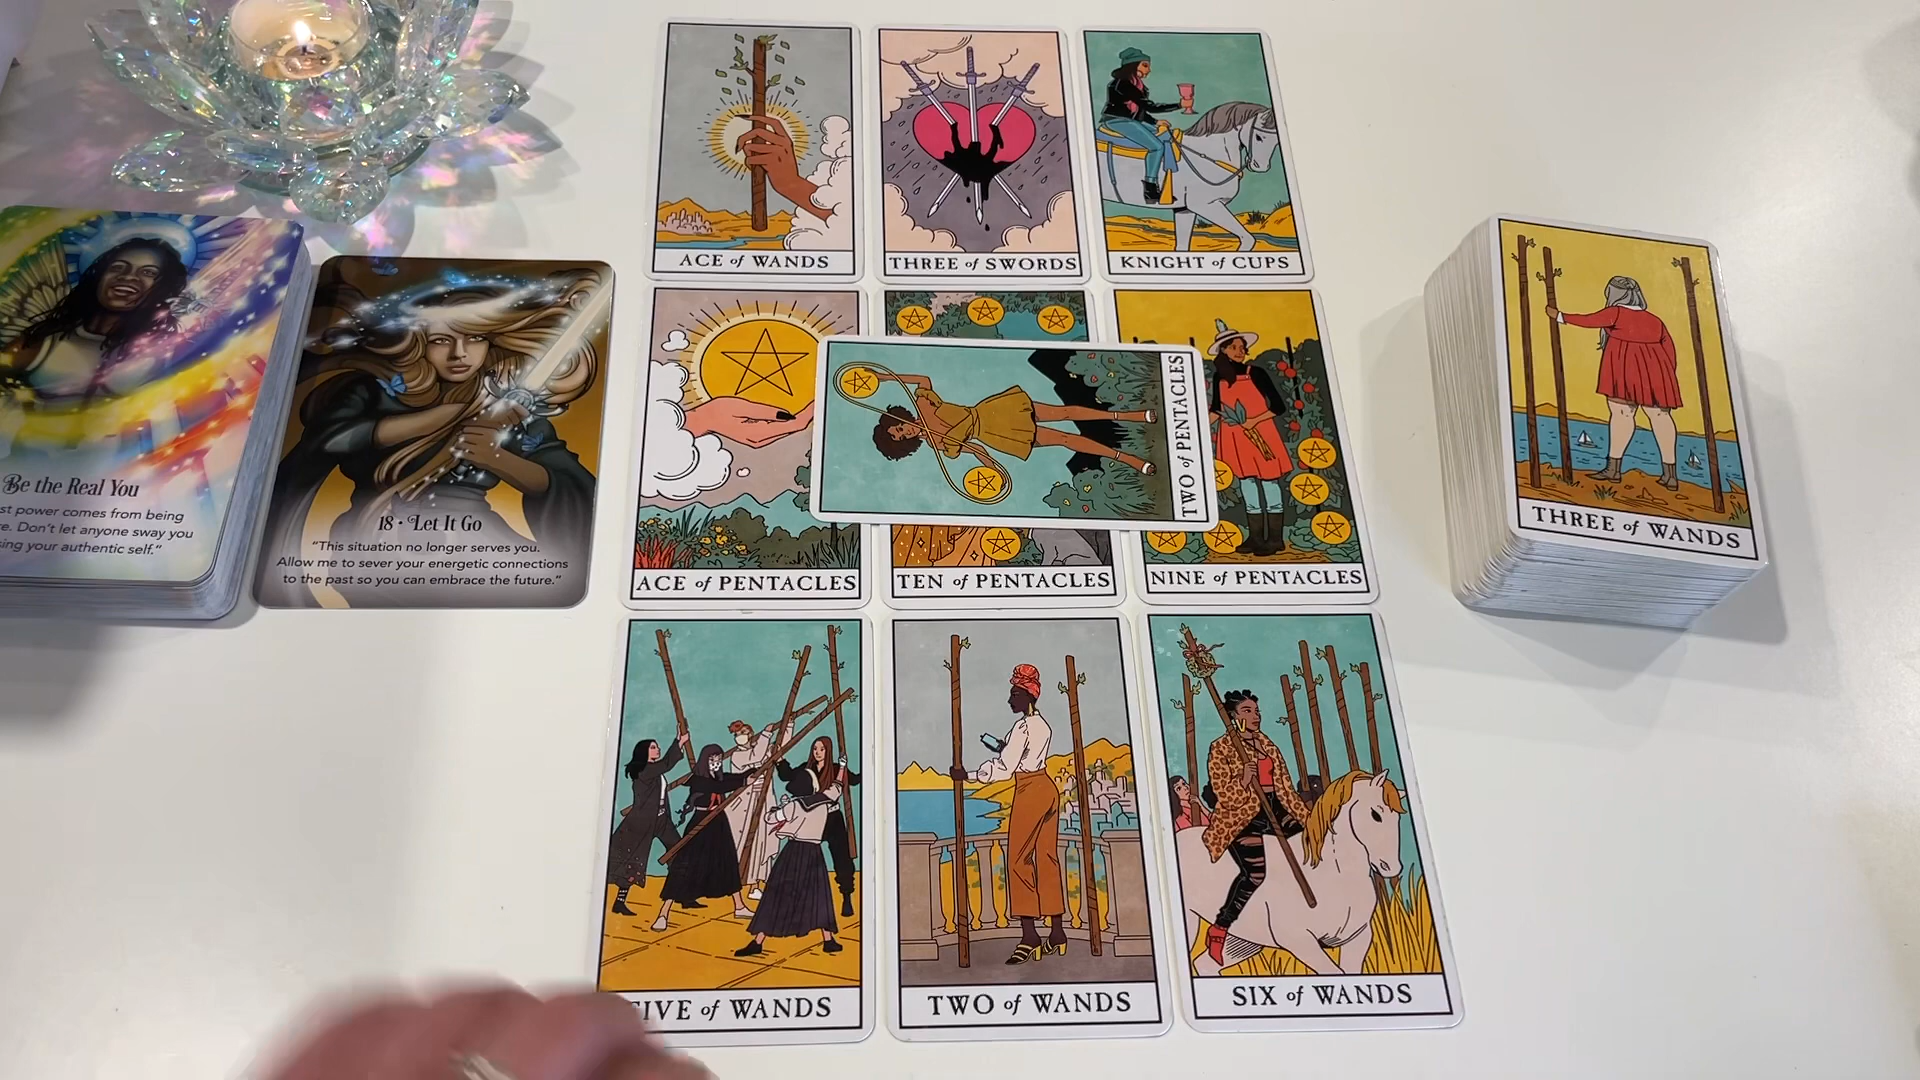 ACE of WANDS
THREE of SWORDS
KNIGHT of CUPS
Be the Real You
power comes from being
Don't let anyone sway you
your authentic self."
18 · Let It Go
"This situation no longer serves you.
Allow me to sever your energetic connections
to the past so you can embrace the future."
ACE of PENTACLES
TWO of PENTACLES
TEN of PENTACLES
NINE of PENTACLES
THREE of WANDS
FIVE of WANDS
TWO of WANDS
SIX of WANDS